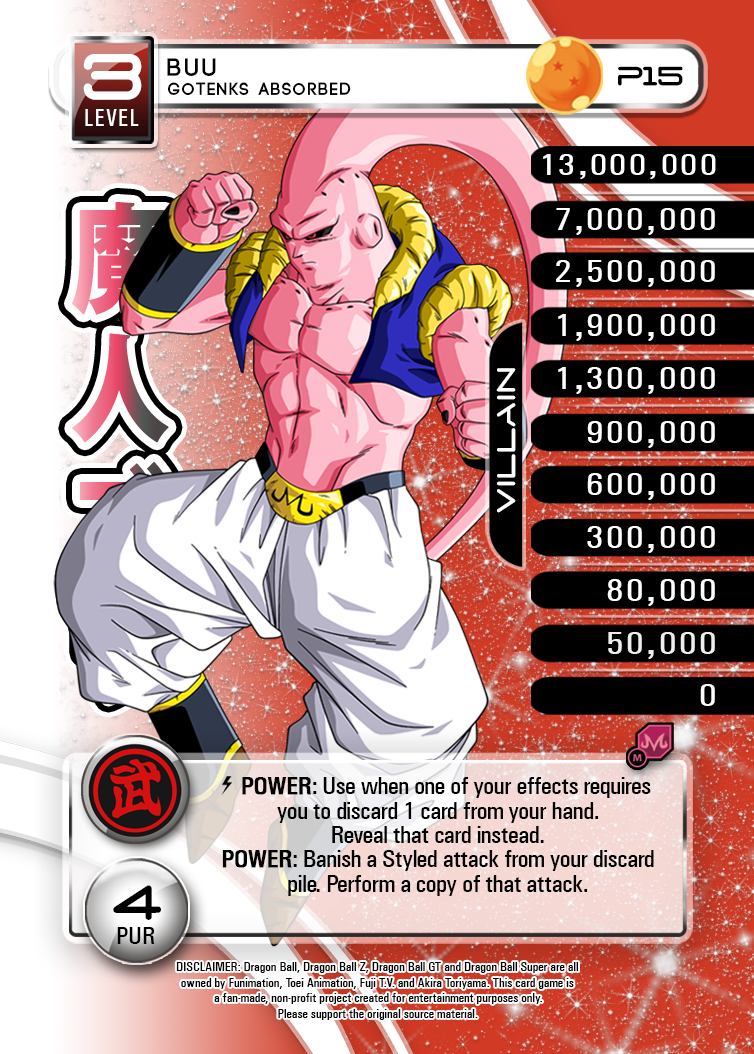 3
LEVEL
BUU
GOTENKS ABSORBED
P15
13,000,000
7,000,000
2,500,000
1,900,000
1,300,000
900,000
600,000
300,000
80,000
50,000
0
VILLAIN
魔
人
ブ
武
4
PUR
M
POWER: Use when one of your effects requires
you to discard 1 card from your hand.
Reveal that card instead.
POWER: Banish a Styled attack from your discard
pile. Perform a copy of that attack.
DISCLAIMER: Dragon Ball, Dragon Ball Z, Dragon Ball GT and Dragon Ball Super are all
owned by Funimation, Toei Animation, Fuji T.V. and Akira Toriyama. This card game is
a fan-made, non-profit project created for entertainment purposes only.
Please support the original source material.